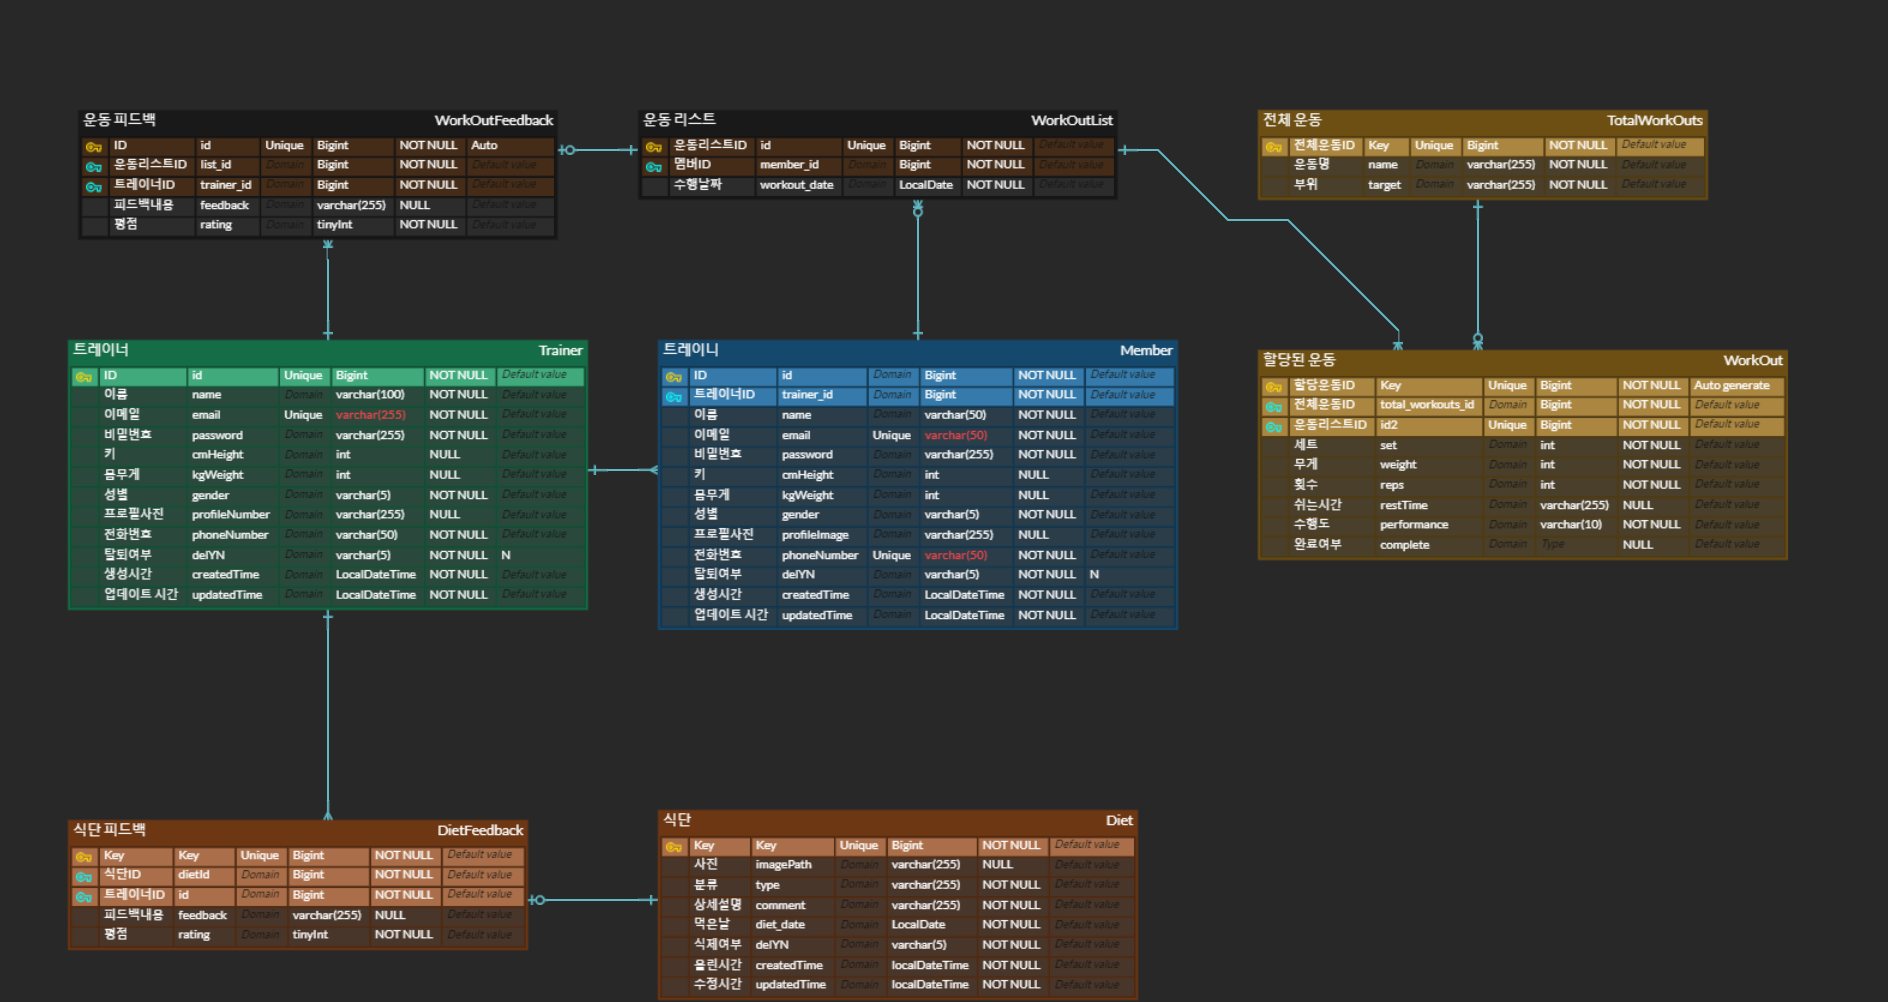 운동 피드백 WorkOutFeedback
ID id Unique Bigint NOT NULL Auto
운동리스트ID list_id Domain Bigint NOT NULL Default value
트레이너ID trainer_id Domain Bigint NOT NULL Default value
피드백내용 feedback Domain varchar(255) NULL Default value
평점 rating Domain tinyInt NOT NULL Default value
운동 리스트 WorkOutList
운동리스트ID id Unique Bigint NOT NULL Default value
멤버ID member_id Domain Bigint NOT NULL Default value
수행날짜 workout_date Domain LocalDate NOT NULL Default value
전체 운동 TotalWorkOuts
전체운동ID Key Unique Bigint NOT NULL Default value
운동명 name Domain varchar(255) NOT NULL Default value
부위 target Domain varchar(255) NOT NULL Default value
트레이너 Trainer
ID id Unique Bigint NOT NULL Default value
이름 name Domain varchar(100) NOT NULL Default value
이메일 email Unique varchar(255) NOT NULL Default value
비밀번호 password Domain varchar(255) NOT NULL Default value
키 cmHeight Domain int NULL Default value
몸무게 kgWeight Domain int NULL Default value
성별 gender Domain varchar(5) NOT NULL Default value
프로필사진 profileNumber Domain varchar(255) NULL Default value
전화번호 phoneNumber Domain varchar(50) NOT NULL Default value
탈퇴여부 delYN Domain varchar(5) NOT NULL N
생성시간 createdTime Domain LocalDateTime NOT NULL Default value
업데이트 시간 updatedTime Domain LocalDateTime NOT NULL Default value
트레이니 Member
ID id Domain Bigint NOT NULL Default value
트레이너ID trainer_id Domain Bigint NOT NULL Default value
이름 name Domain varchar(50) NOT NULL Default value
이메일 email Unique varchar(50) NOT NULL Default value
비밀번호 password Domain varchar(255) NOT NULL Default value
키 cmHeight Domain int NULL Default value
몸무게 kgWeight Domain int NULL Default value
성별 gender Domain varchar(5) NOT NULL Default value
프로필사진 profileImage Domain varchar(255) NULL Default value
전화번호 phoneNumber Unique varchar(50) NOT NULL Default value
탈퇴여부 delYN Domain varchar(5) NOT NULL N
생성시간 createdTime Domain LocalDateTime NOT NULL Default value
업데이트 시간 updatedTime Domain LocalDateTime NOT NULL Default value
할당된 운동 WorkOut
할당운동ID Key Unique Bigint NOT NULL Auto generate
전체운동ID total_workouts_id Domain Bigint NOT NULL Default value
운동리스트ID id2 Unique Bigint NOT NULL Default value
세트 set Domain int NOT NULL Default value
무게 weight Domain int NOT NULL Default value
횟수 reps Domain int NOT NULL Default value
쉬는시간 restTime Domain varchar(255) NULL Default value
수행도 performance Domain varchar(10) NOT NULL Default value
완료여부 complete Domain Type NULL Default value
식단 피드백 DietFeedback
Key Key Unique Bigint NOT NULL Default value
식단ID dietId Domain Bigint NOT NULL Default value
트레이너ID id Domain Bigint NOT NULL Default value
피드백내용 feedback Domain varchar(255) NULL Default value
평점 rating Domain tinyInt NOT NULL Default value
식단 Diet
Key Key Unique Bigint NOT NULL Default value
사진 imagePath Domain varchar(255) NULL Default value
분류 type Domain varchar(255) NOT NULL Default value
상세설명 comment Domain varchar(255) NOT NULL Default value
먹은날 diet_date Domain LocalDate NOT NULL Default value
식제여부 delYN Domain varchar(5) NOT NULL Default value
올린시간 createdTime Domain localDateTime NOT NULL Default value
수정시간 updatedTime Domain localDateTime NOT NULL Default value